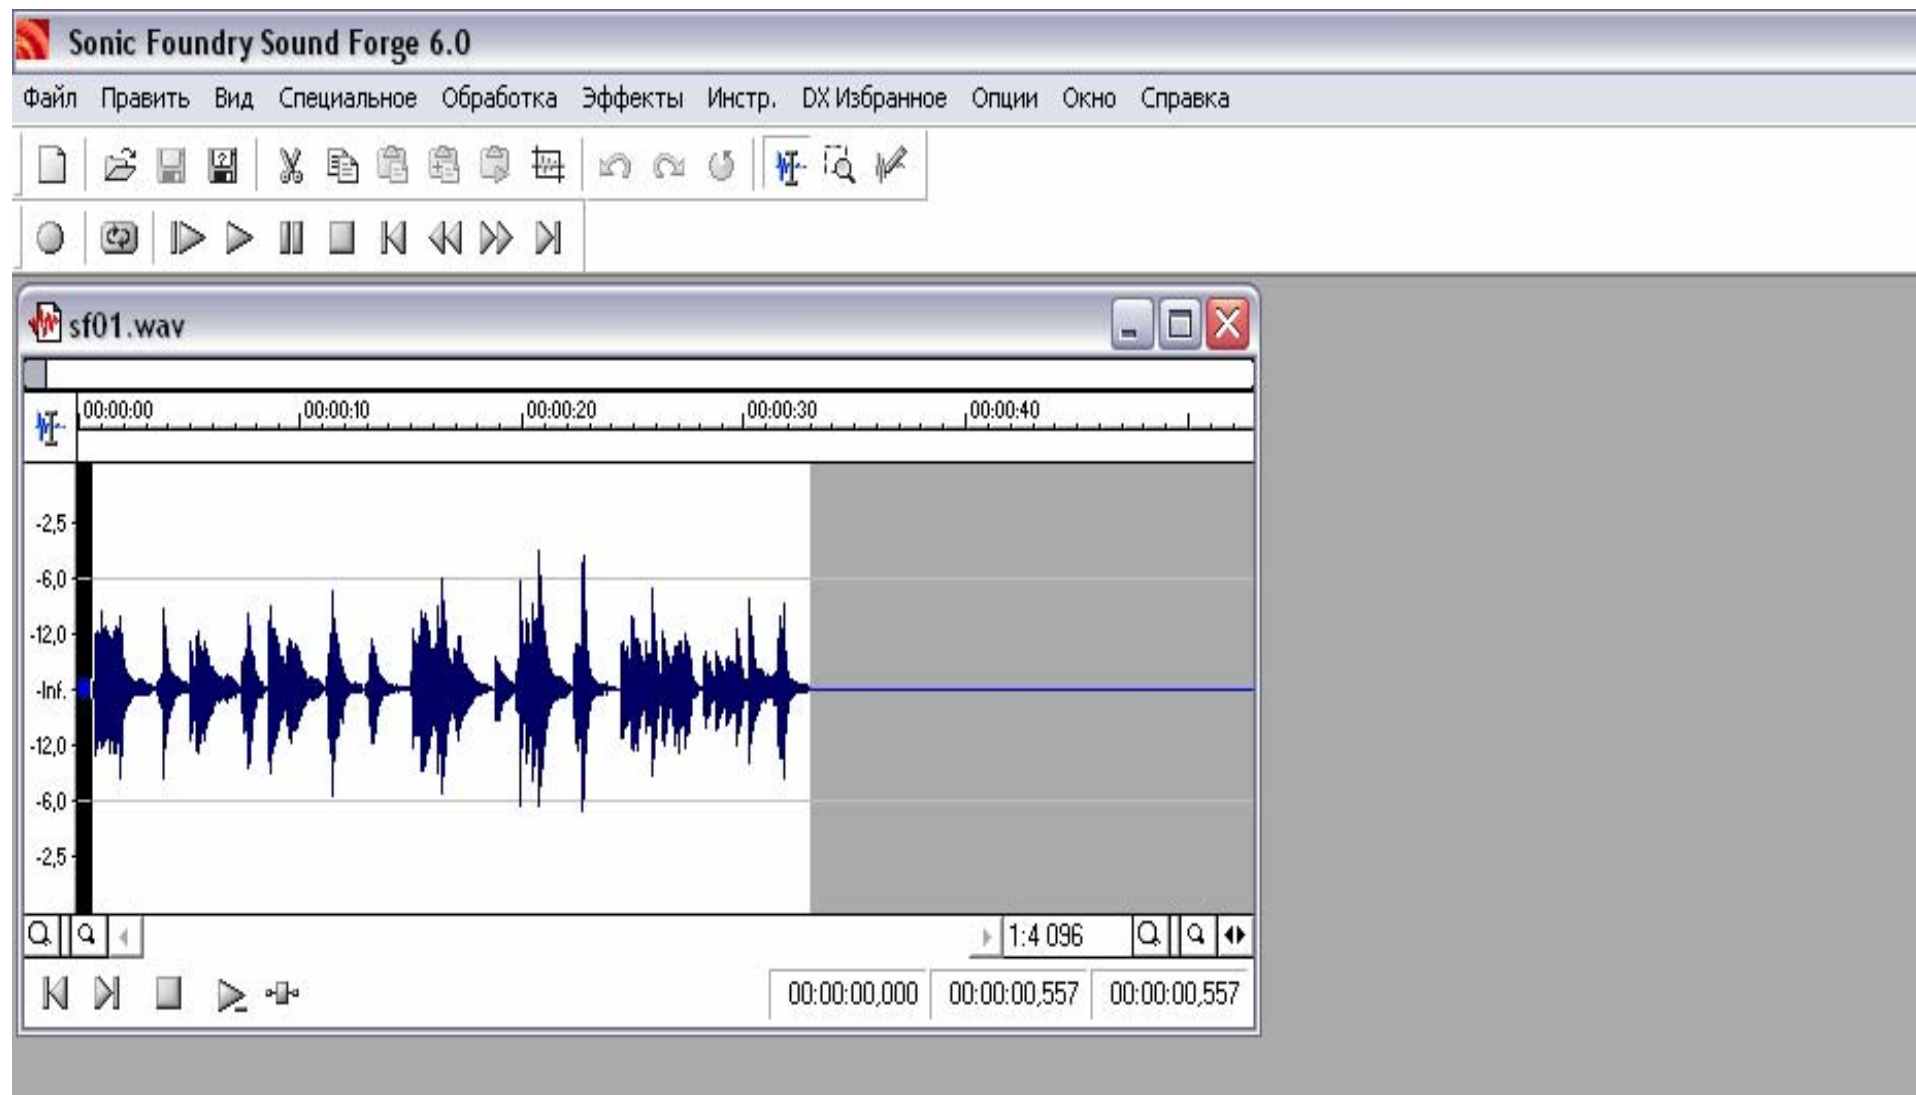 Sonic Foundry Sound Forge 6.0
Файл Править Вид Специальное Обработка Эффекты Инстр. DX Избранное Опции Окно Справка
sf01.wav
00:00:00 00:00:10 00:00:20 00:00:30 00:00:40
-2,5
-6,0
-12,0
-Inf.
-12,0
-6,0
-2,5
1:4 096
00:00:00,000 00:00:00,557 00:00:00,557